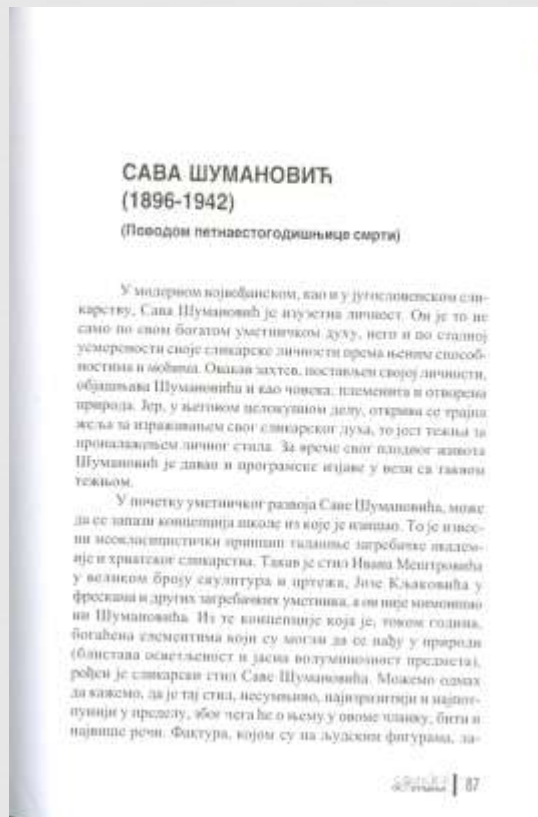 САВА ШУМАНОВИЋ
(1896-1942)
(Поводом петнаестогодишњице смрти)
У модерном војвођанском, као и у југословенском сли-
карству, Сава Шумановић је изузетна личност. Он је то не
само по свом богатом уметничком духу, него и по сталној
усмерености своје сликарске личности према њеним способ-
ностима и моћима. Овакав захтев, постављен својој личности,
објашњава Шумановића и као човека, племенита и отворена
природа. Јер, у његовом целокупном делу, открива се трајна
жеља за изражавањем свог сликарског духа, то јест тежња за
проналажењем личног стила. За време свог плодног живота
Шумановић је давао и програмске изјаве у вези са таквом
тежњом.
У почетку уметничког развоја Саве Шумановића, може
да се запази концепција школе из које је изишао. То је извес-
ни неокласицистички принцип тадашње загребачке академ-
ије и хрватског сликарства. Такав је стил Ивана Мештровића
у великом броју скулптура и цртежа, Јозе Кљаковића у
фрескама и других загребачких уметника, а он није мимоишао
ни Шумановића. Из те концепције која је, током година,
богаћена елементима који су могли да се нађу у природи
(блистава осветљеност и јасна волуминозност предмета),
рођен је сликарски стил Саве Шумановића. Можемо одмах
да кажемо, да је тај стил, несумњиво, најизразитији и најпот-
пунији у пределу, због чега ће о њему у овоме чланку, бити и
највише речи. Фактура, којом су на људским фигурама, да-
87